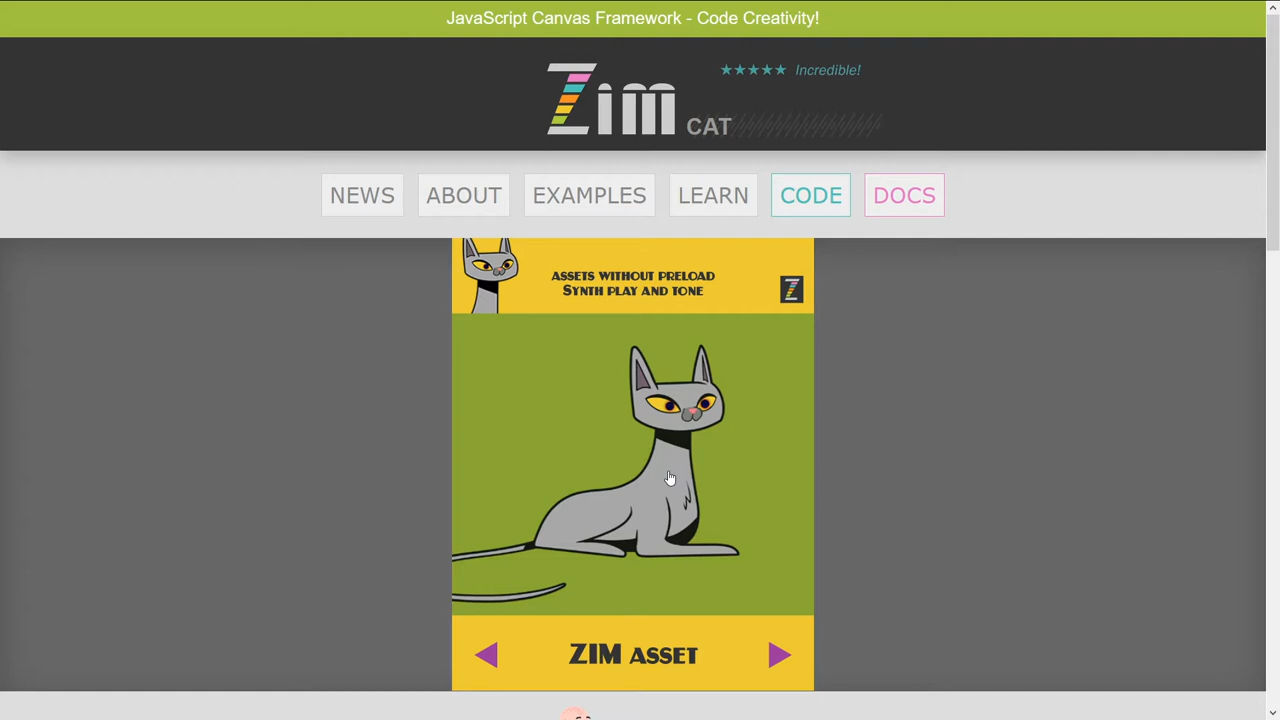 JavaScript Canvas Framework - Code Creativity!
★★★★★ Incredible!
Zim CAT
NEWS
ABOUT
EXAMPLES
LEARN
CODE
DOCS
ASSETS WITHOUT PRELOAD
SYNTH PLAY AND TONE
Z
ZIM ASSET